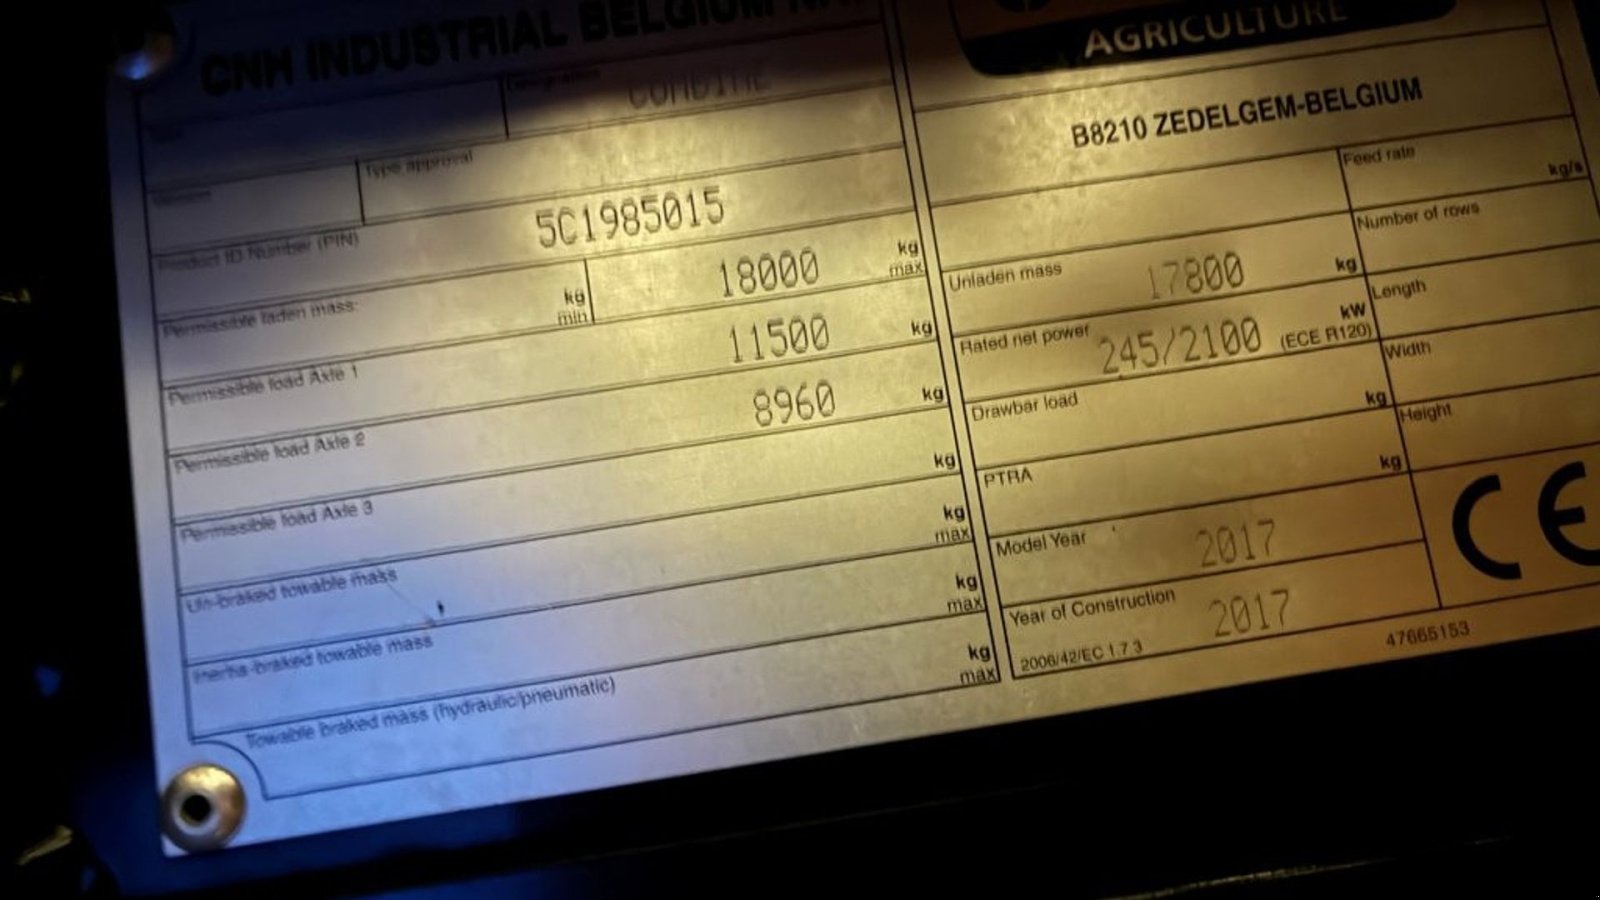 CNH INDUSTRIAL BELGIUM N.V.
Designation COMBINE
Type approval
Product ID Number (PIN) 5C1985015
Permissible laden mass: kg min 18000 kg max
Permissible load Axle 1 11500 kg
Permissible load Axle 2 8960 kg
Permissible load Axle 3 kg
Un-braked towable mass kg max
Inertia-braked towable mass kg max
Towable braked mass (hydraulic/pneumatic) kg max
AGRICULTURE
B8210 ZEDELGEM-BELGIUM
Feed rate kg/s
Unladen mass 17800 kg
Number of rows
Rated net power 245/2100 kW (ECE R120)
Length
Drawbar load kg
Width
PTRA kg
Height
Model Year 2017
Year of Construction 2017
2006/42/EC 1.7.3
CE
47665153